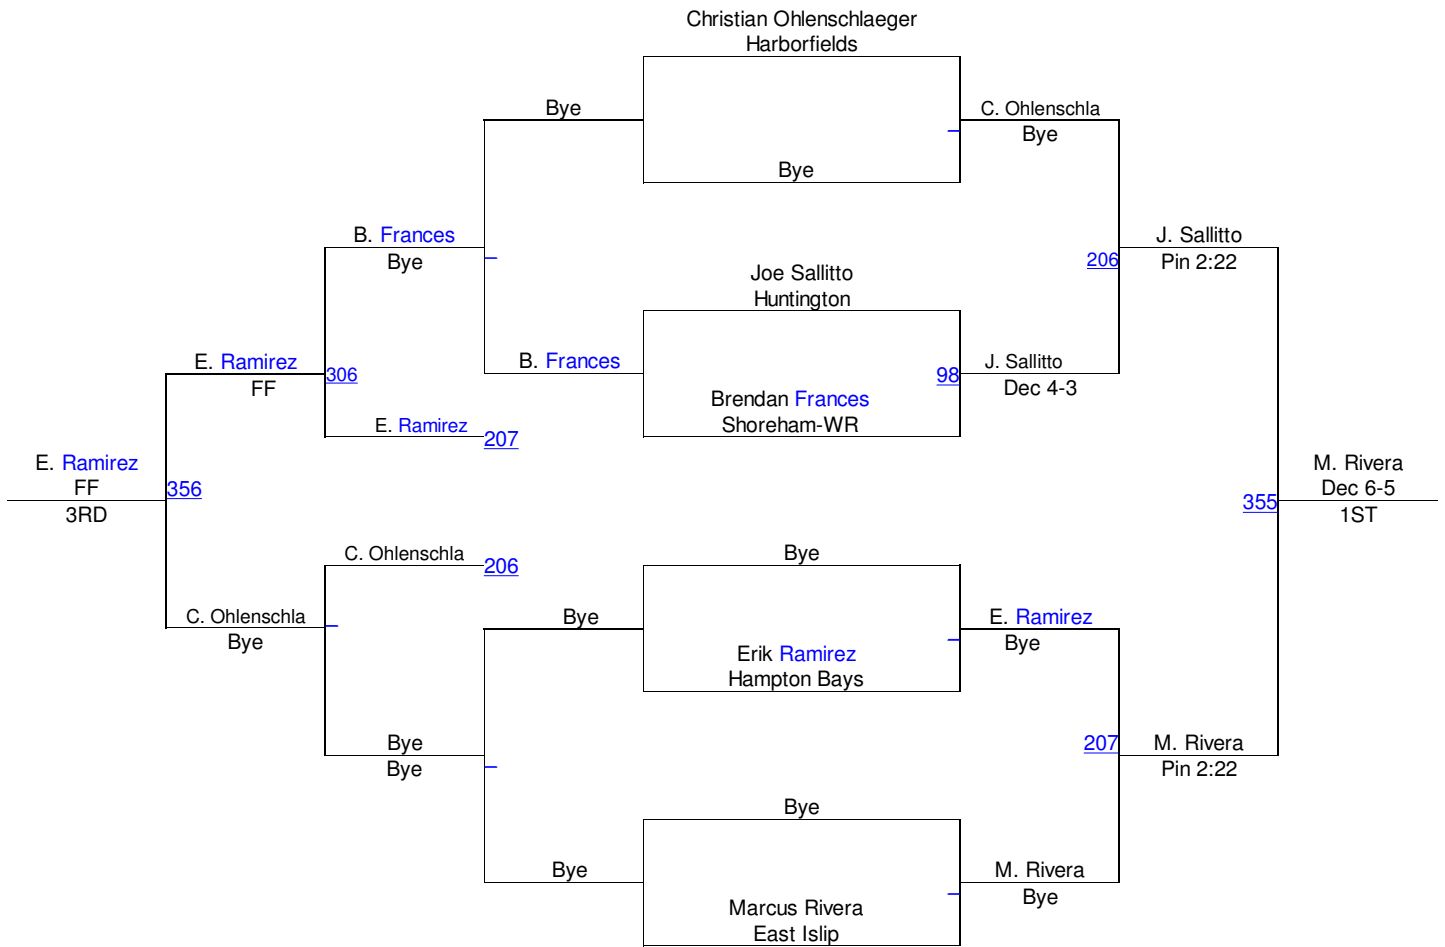 Christian Ohlenschlaeger
Harborfields
Bye
C. Ohlenschla
Bye
Bye
B. Frances
Bye
J. Sallitto
Pin 2:22
206
Joe Sallitto
Huntington
E. Ramirez
FF
306
B. Frances
98
J. Sallitto
Dec 4-3
Brendan Frances
Shoreham-WR
E. Ramirez
207
E. Ramirez
FF
3RD
356
M. Rivera
Dec 6-5
1ST
355
C. Ohlenschla
206
Bye
C. Ohlenschla
Bye
Bye
E. Ramirez
Bye
Erik Ramirez
Hampton Bays
Bye
Bye
207
M. Rivera
Pin 2:22
Bye
Bye
M. Rivera
Bye
Marcus Rivera
East Islip